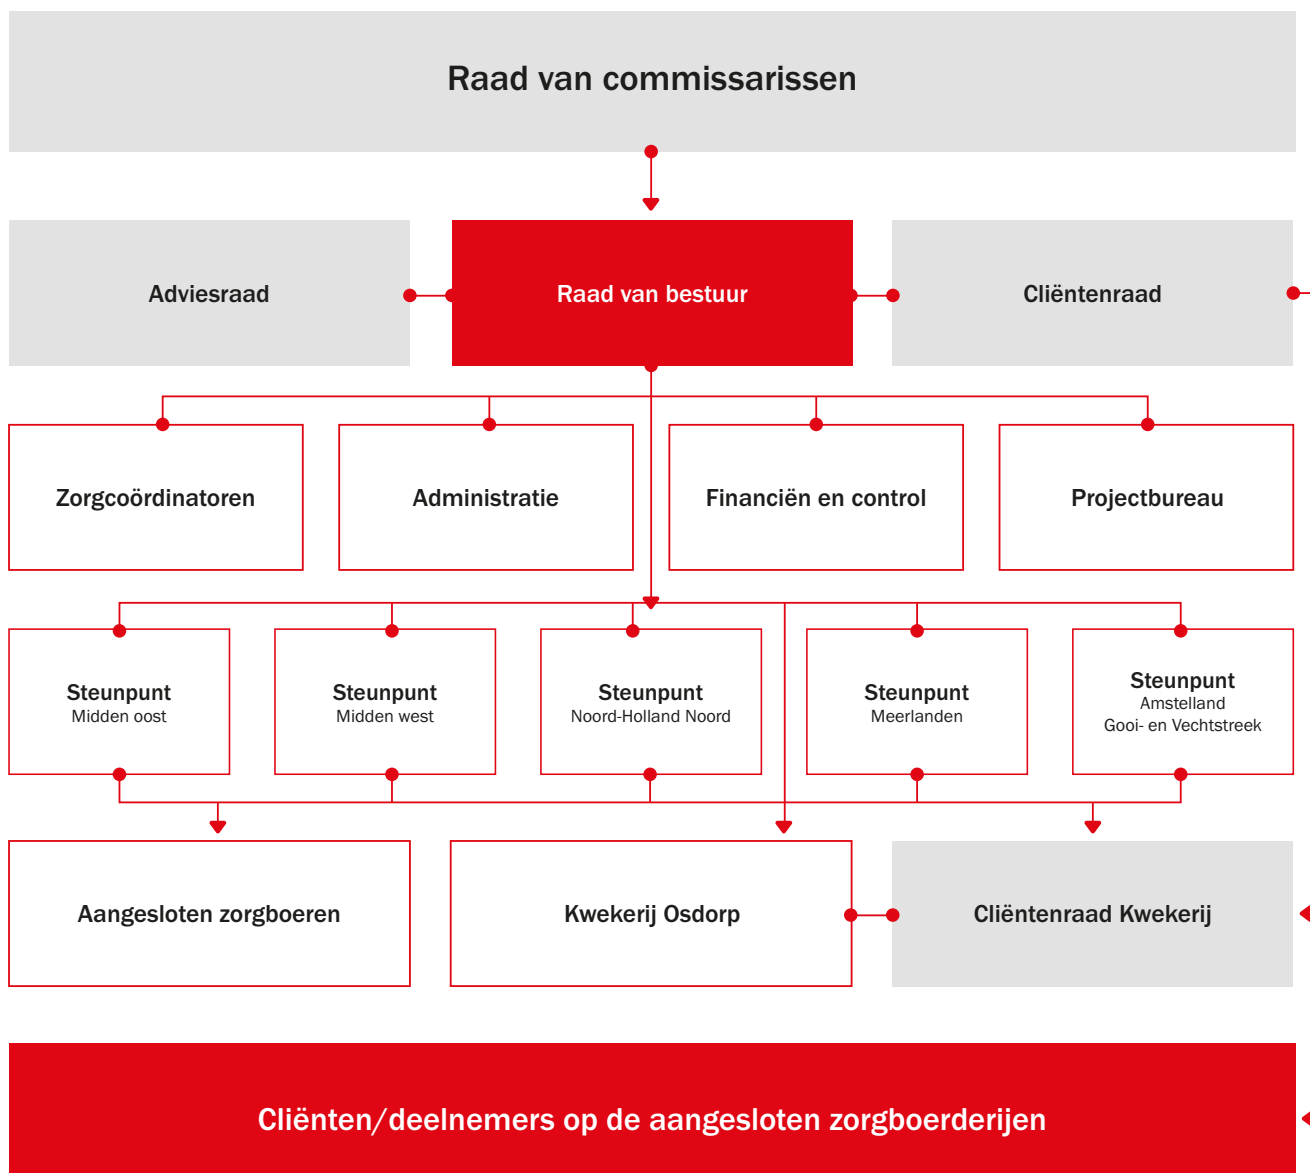 Raad van commissarissen
Adviesraad
Raad van bestuur
Cliëntenraad
Zorgcoördinatoren
Administratie
Financiën en control
Projectbureau
Steunpunt
Midden oost
Steunpunt
Midden west
Steunpunt
Noord-Holland Noord
Steunpunt
Meerlanden
Steunpunt
Amstelland
Gooi- en Vechtstreek
Aangesloten zorgboeren
Kwekerij Osdorp
Cliëntenraad Kwekerij
Cliënten/deelnemers op de aangesloten zorgboerderijen